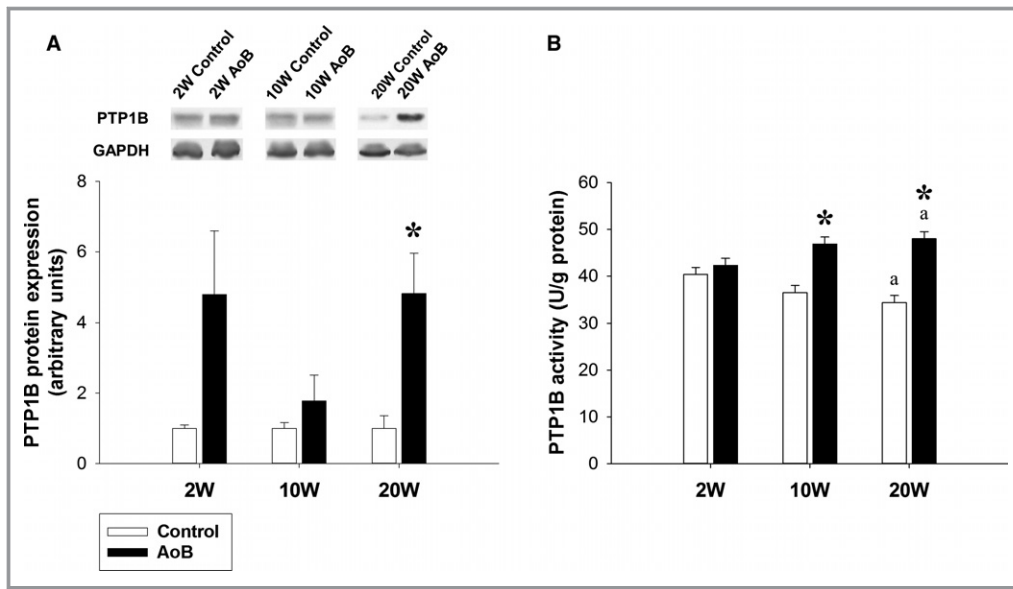 A
2W Control
2W AoB
10W Control
10W AoB
20W Control
20W AoB
PTP1B
GAPDH
PTP1B protein expression
(arbitrary units)
8
6
4
2
0
*
2W
10W
20W
Control
AoB
B
PTP1B activity (U/g protein)
60
50
40
30
20
10
0
*
*
a
a
2W
10W
20W